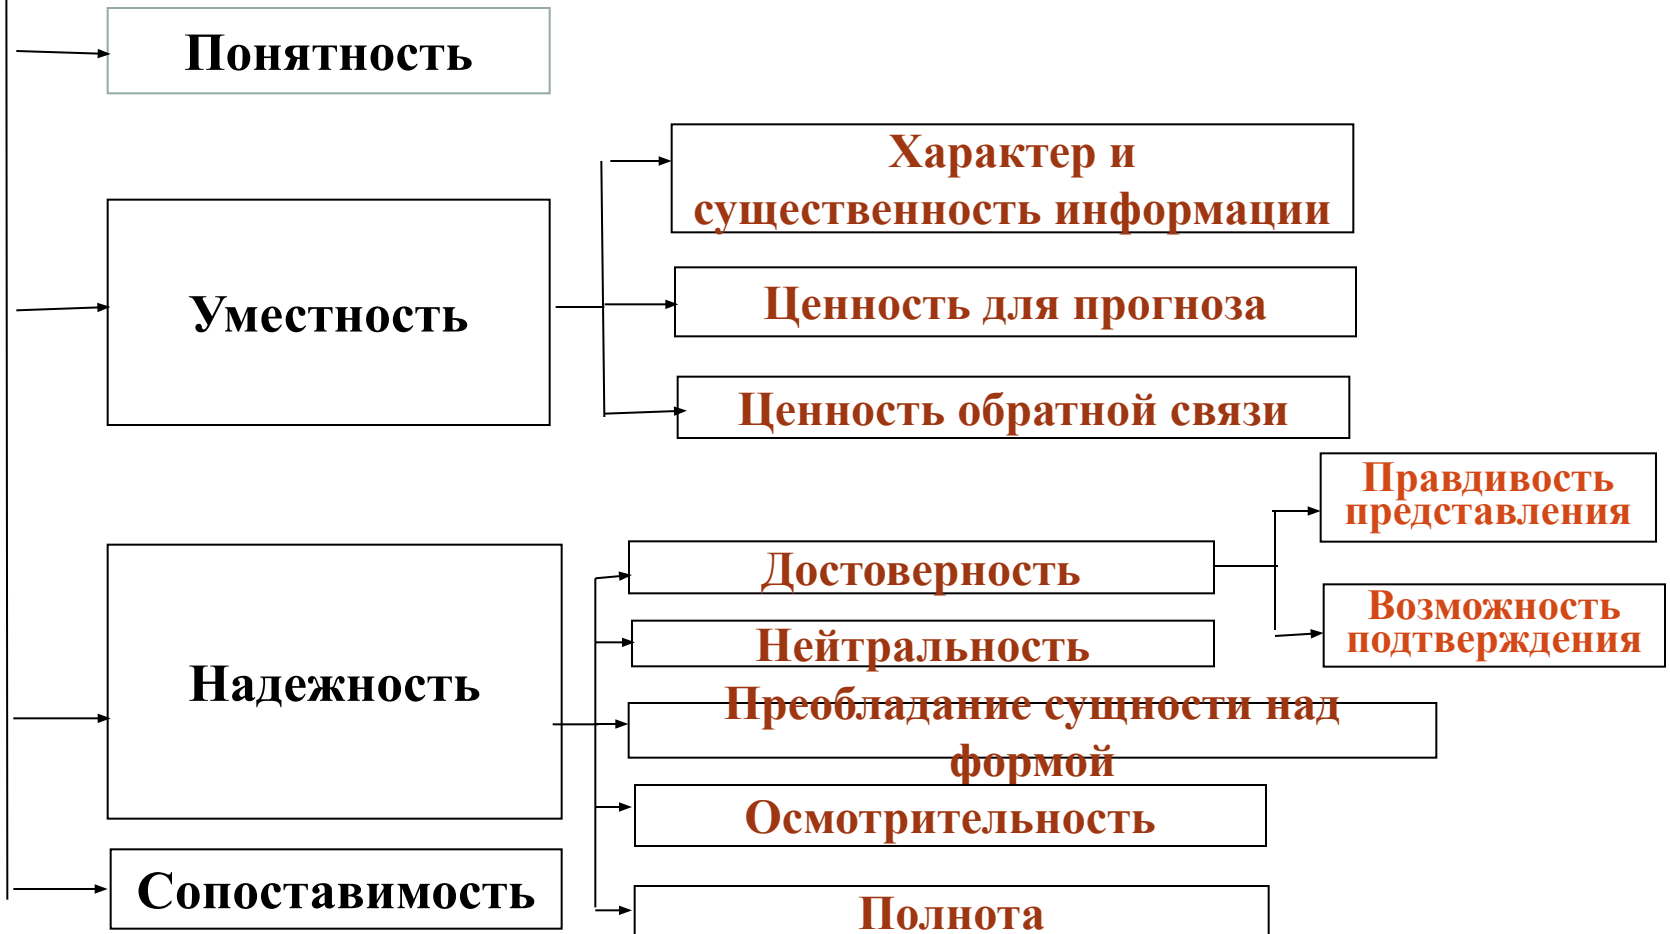 Понятность
Уместность
Характер и
существенность информации
Ценность для прогноза
Ценность обратной связи
Надежность
Достоверность
Правдивость
представления
Возможность
подтверждения
Нейтральность
Преобладание сущности над
формой
Осмотрительность
Полнота
Сопоставимость